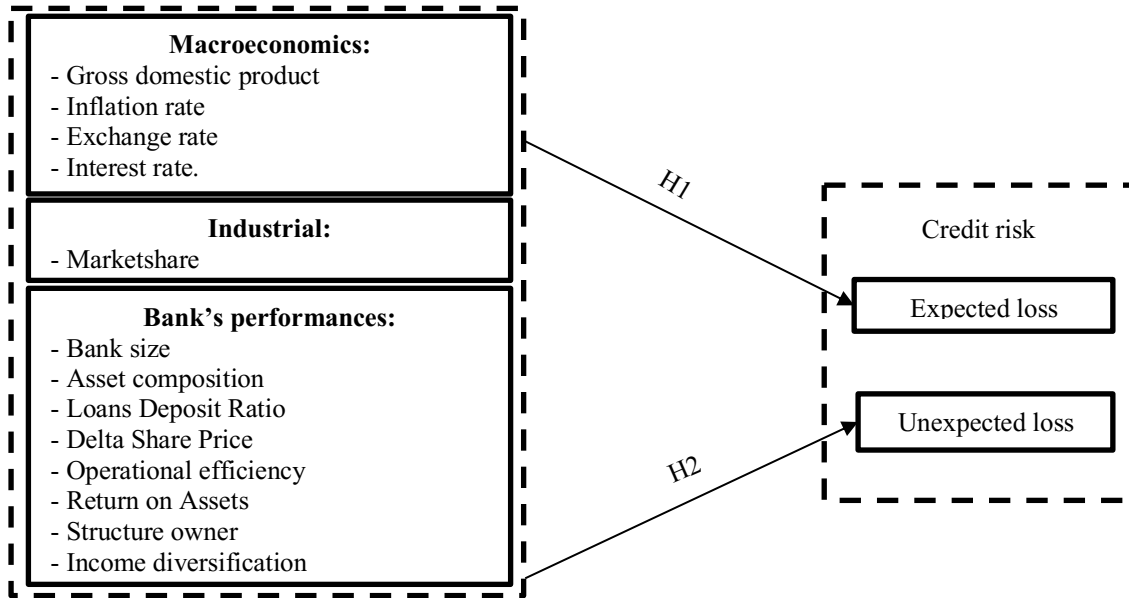 Macroeconomics:
- Gross domestic product
- Inflation rate
- Exchange rate
- Interest rate.
Industrial:
- Marketshare
Bank's performances:
- Bank size
- Asset composition
- Loans Deposit Ratio
- Delta Share Price
- Operational efficiency
- Return on Assets
- Structure owner
- Income diversification
H1
H2
Credit risk
Expected loss
Unexpected loss